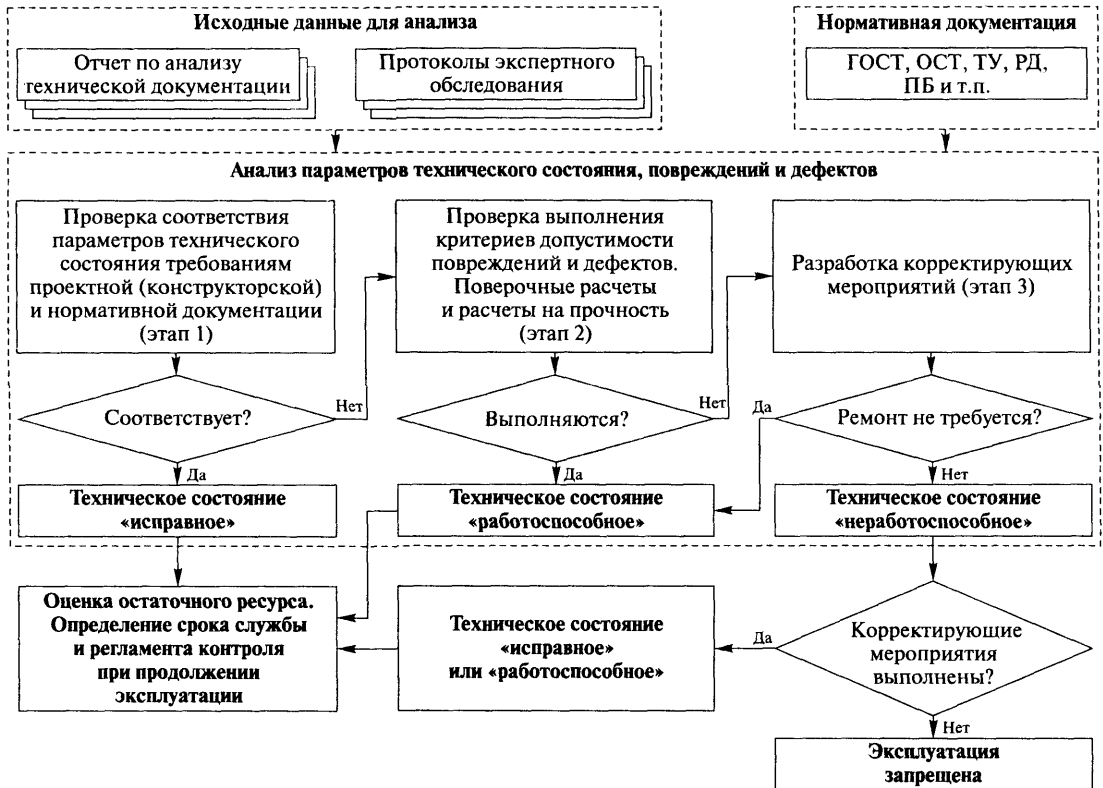 Исходные данные для анализа
Отчет по анализу
технической документации
Протоколы экспертного
обследования
Нормативная документация
ГОСТ, ОСТ, ТУ, РД,
ПБ и т.п.
Анализ параметров технического состояния, повреждений и дефектов
Проверка соответствия
параметров технического
состояния требованиям
проектной (конструкторской)
и нормативной документации
(этап 1)
Проверка выполнения
критериев допустимости
повреждений и дефектов.
Поверочные расчеты
и расчеты на прочность
(этап 2)
Разработка корректирующих
мероприятий (этап 3)
Соответствует?
Нет
Выполняются?
Нет
Да
Ремонт не требуется?
Да
Да
Нет
Техническое состояние
«исправное»
Техническое состояние
«работоспособное»
Техническое состояние
«неработоспособное»
Оценка остаточного ресурса.
Определение срока службы
и регламента контроля
при продолжении
эксплуатации
Техническое состояние
«исправное»
или «работоспособное»
Да
Корректирующие
мероприятия
выполнены?
Нет
Эксплуатация
запрещена